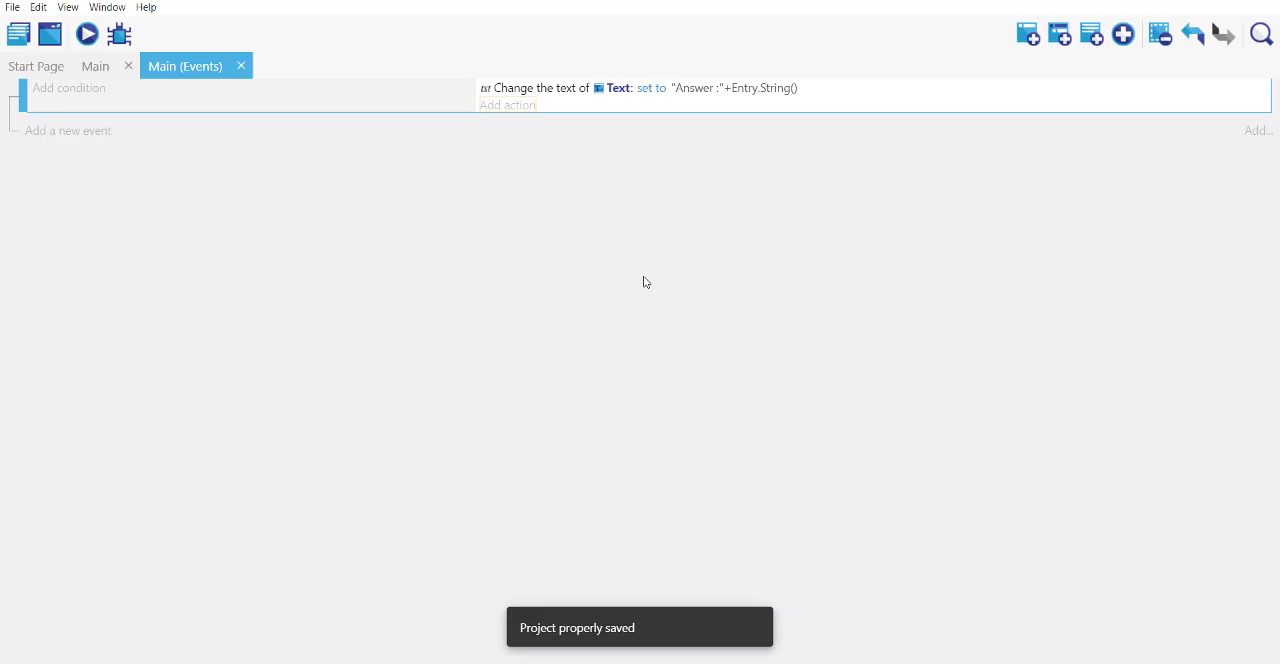 File Edit View Window Help
Start Page Main × Main (Events) ×
Add condition
txt Change the text of Text: set to "Answer :"+Entry.String()
Add action
Add a new event
Add...
Project properly saved